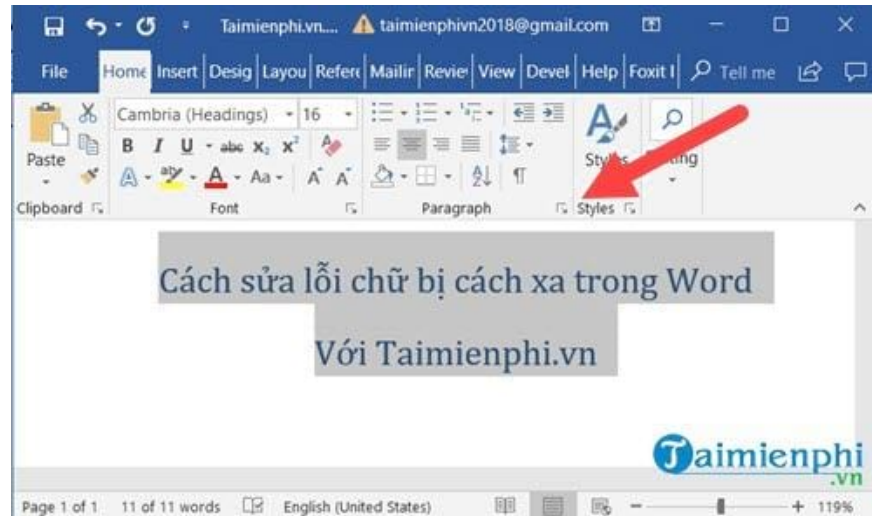 Taimienphi.vn.... taimienphivn2018@gmail.com
File Home Insert Desig Layou Refere Mailin Revie View Devel Help Foxit Tell me
Cambria (Headings) 16
B I U abc X₂ X²
Paste
A aby A Aa A A
Styles
Clipboard Font Paragraph Styles
Cách sửa lỗi chữ bị cách xa trong Word
Với Taimienphi.vn
Taimienphi
.vn
Page 1 of 1 11 of 11 words English (United States) 119%